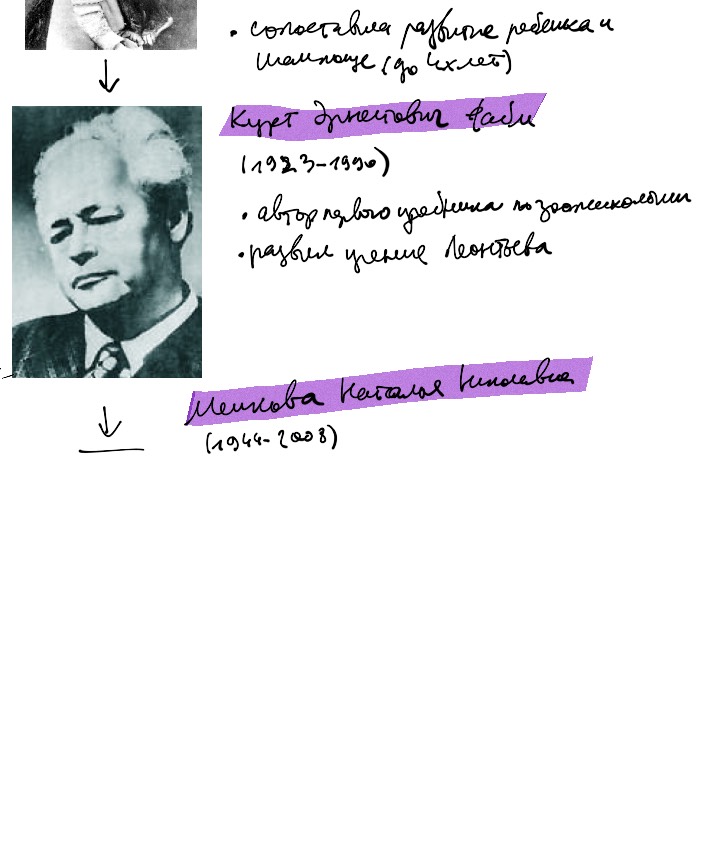 • сопоставила развитие ребенка и
шимпанзе (до 4х лет)
Курт Эрнестович Фабри
(1923-1990)
• автор первого учебника по зоопсихологии
• развил учение Леонтьева
Мешкова Наталья Николаевна
(1944-2008)